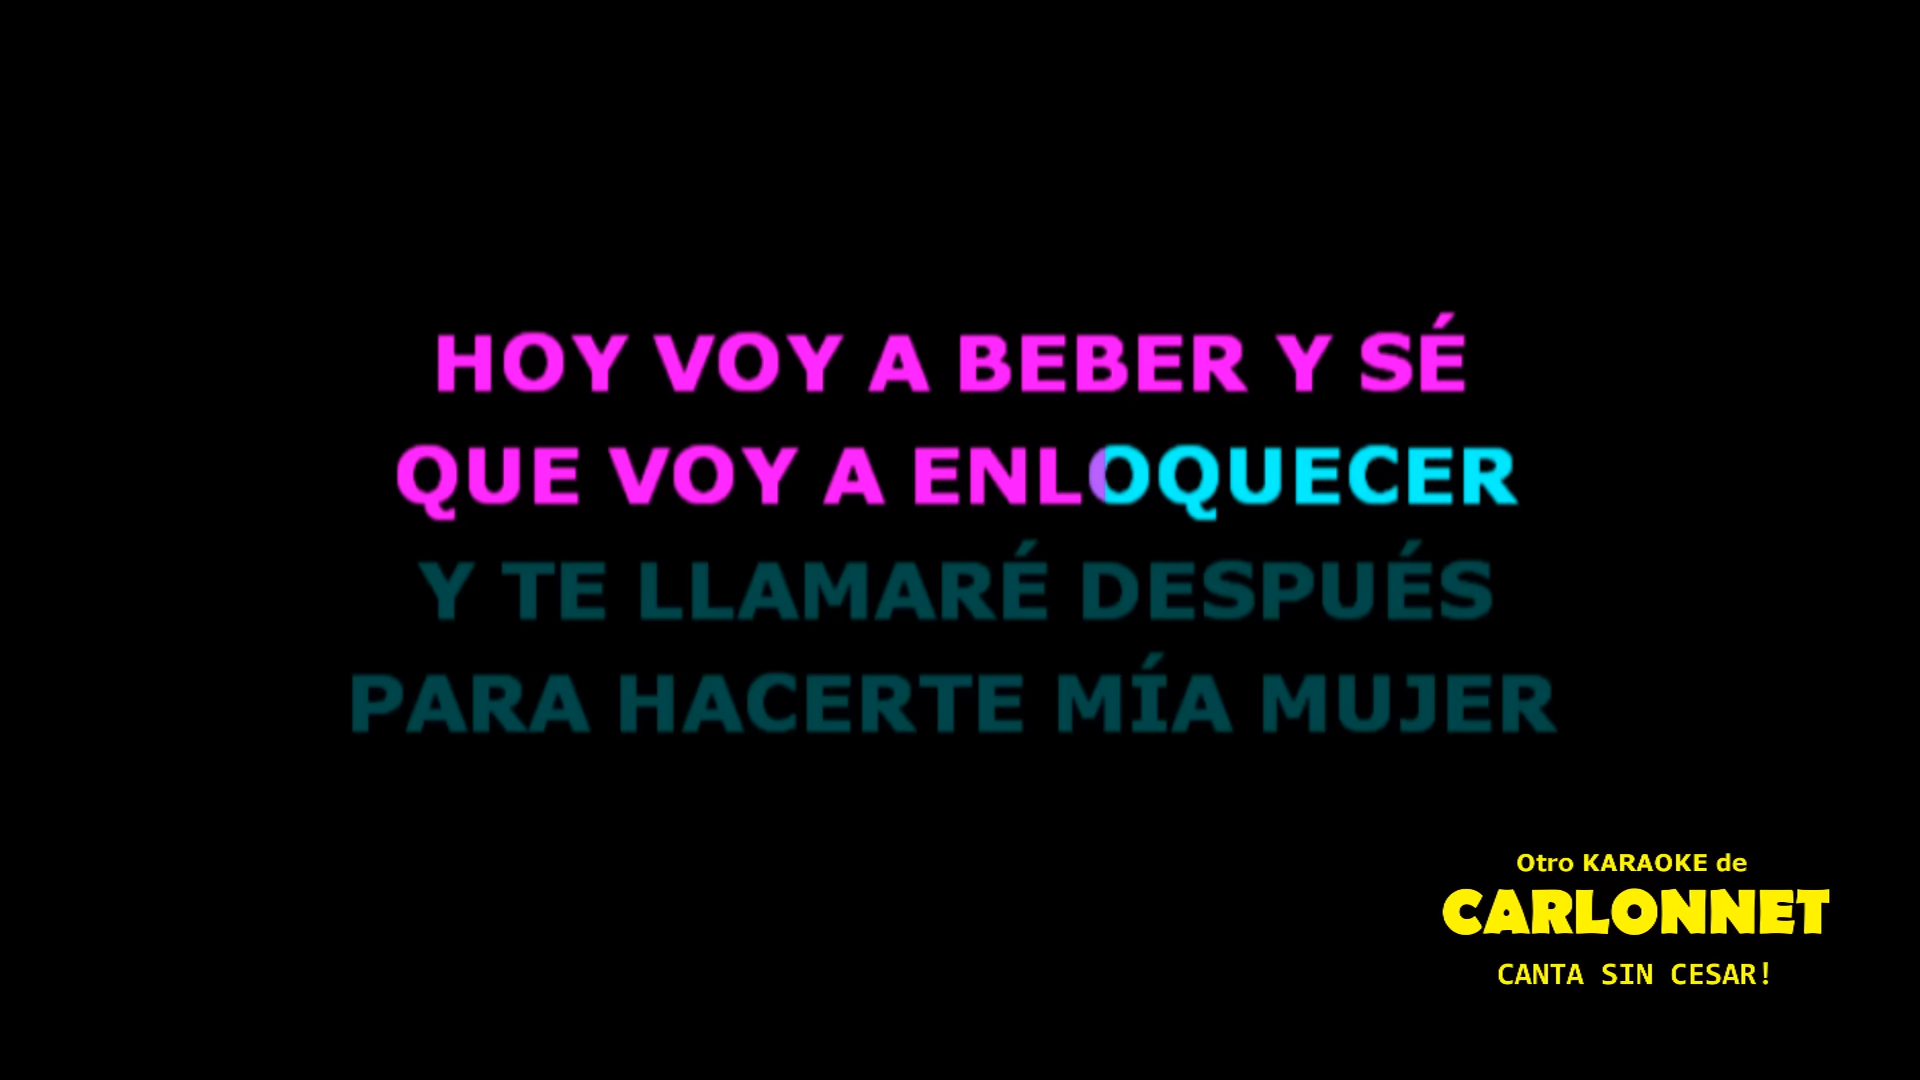 HOY VOY A BEBER Y SÉ
QUE VOY A ENLOQUECER
Y TE LLAMARÉ DESPUÉS
PARA HACERTE MÍA MUJER
Otro KARAOKE de
CARLONNET
CANTA SIN CESAR!